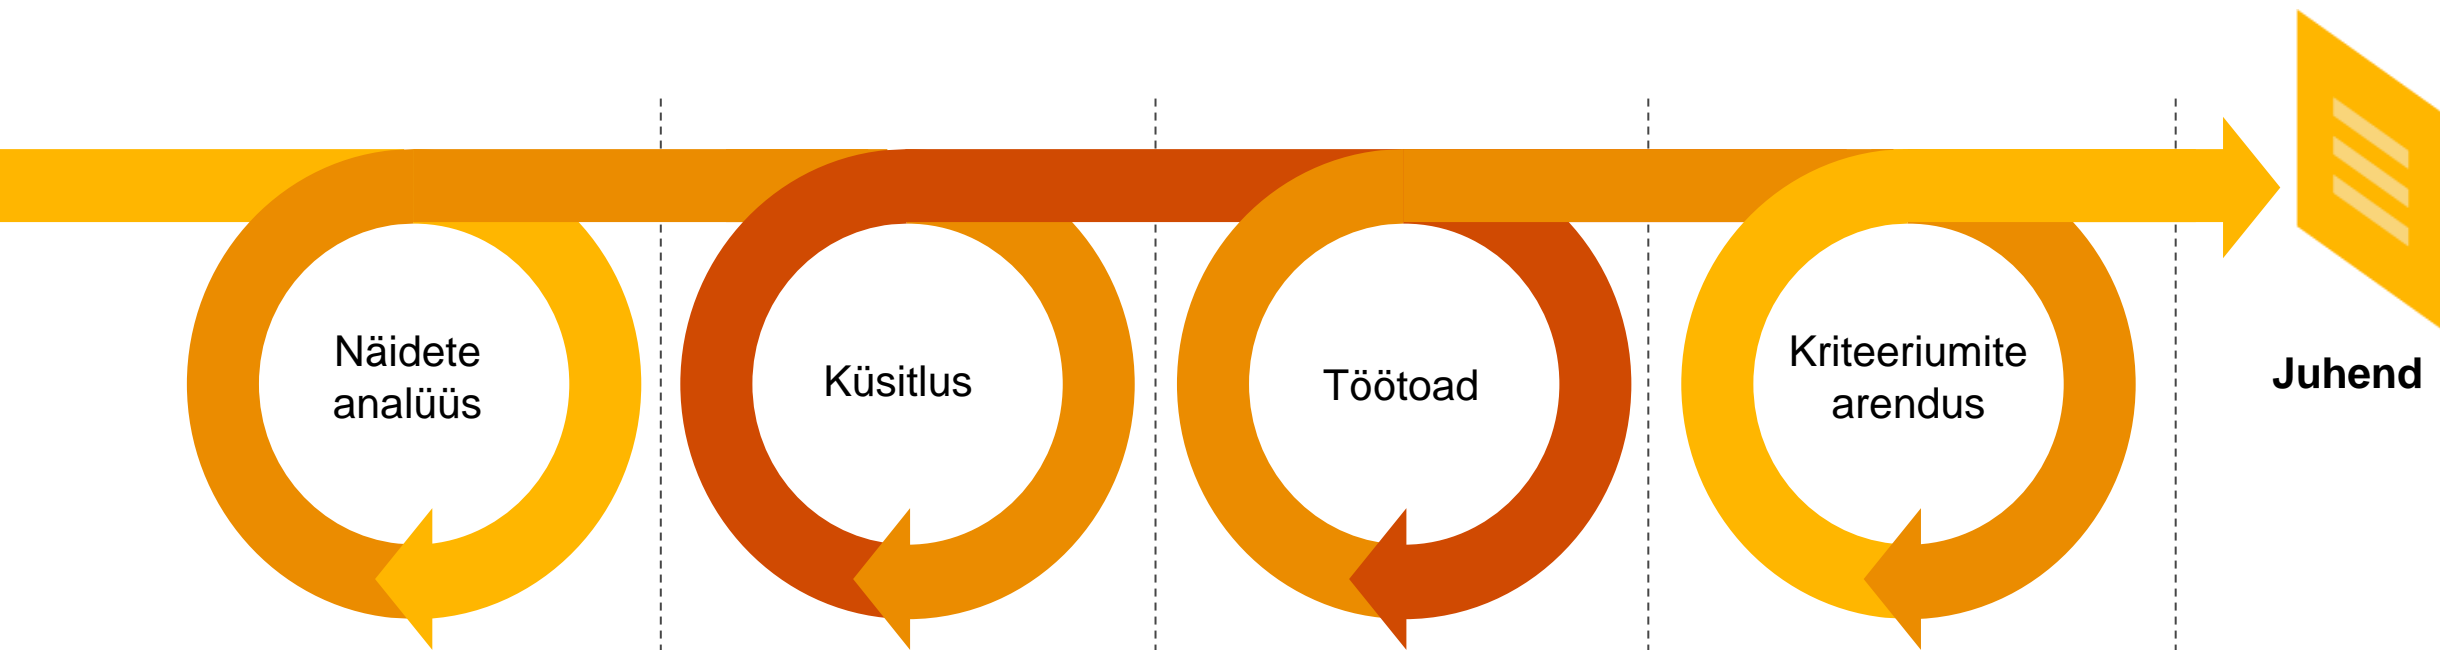 Näidete
analüüs
Küsitlus
Töötoad
Kriteeriumite
arendus
Juhend